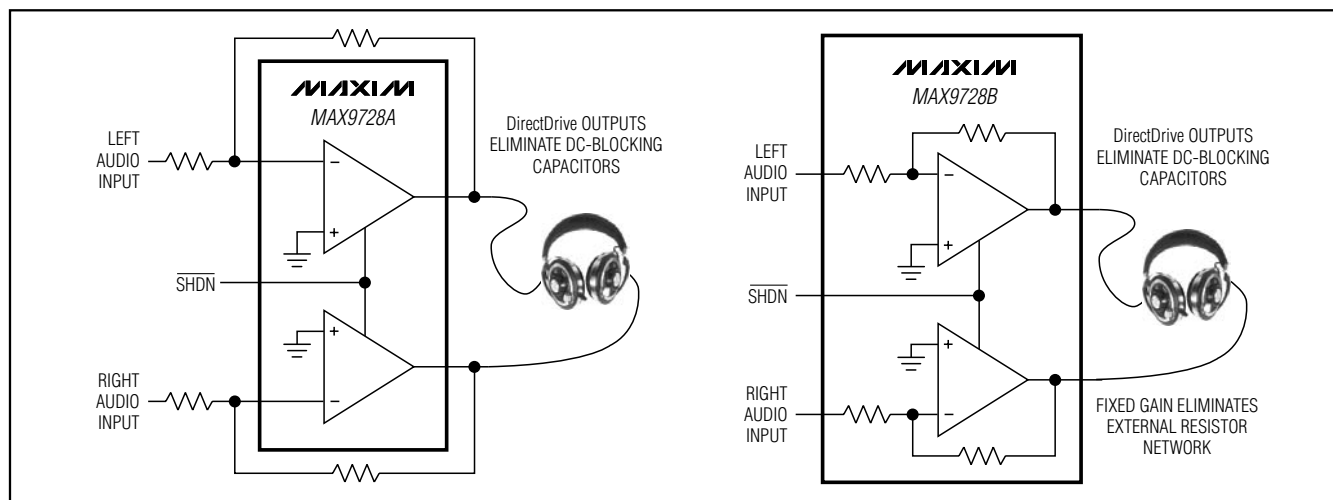 MAXIM
MAX9728A
LEFT
AUDIO
INPUT
−
+
SHDN
+
−
RIGHT
AUDIO
INPUT
DirectDrive OUTPUTS
ELIMINATE DC-BLOCKING
CAPACITORS
MAXIM
MAX9728B
LEFT
AUDIO
INPUT
−
+
SHDN
+
−
RIGHT
AUDIO
INPUT
DirectDrive OUTPUTS
ELIMINATE DC-BLOCKING
CAPACITORS
FIXED GAIN ELIMINATES
EXTERNAL RESISTOR
NETWORK